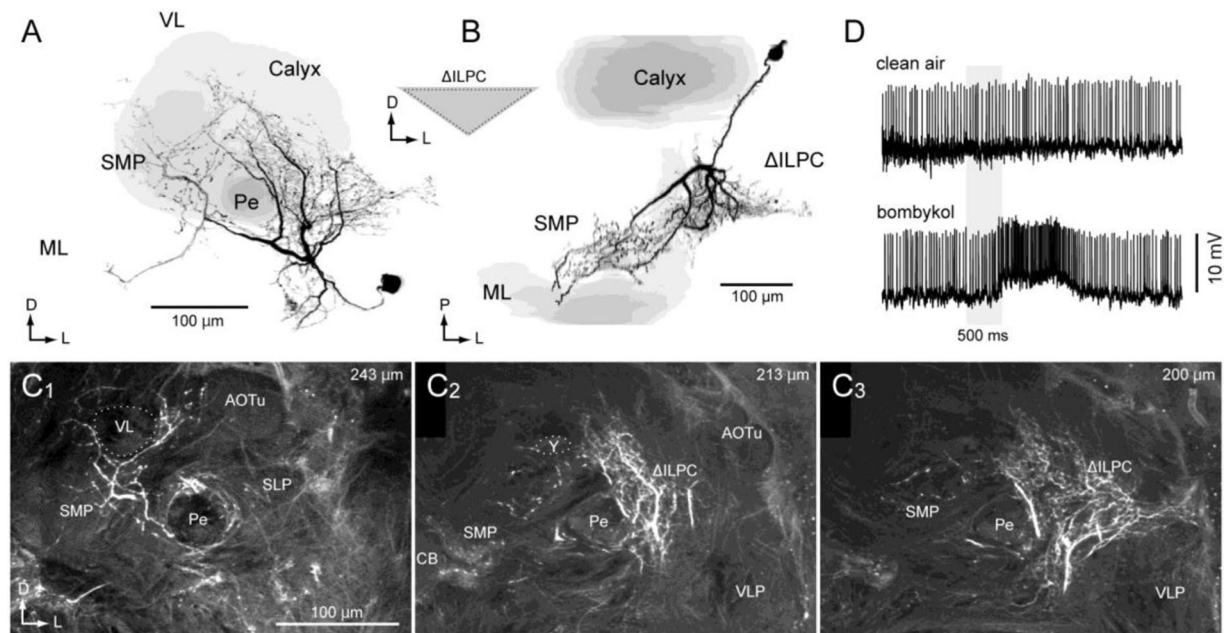 A
VL
Calyx
SMP
Pe
ML
D
L
100 µm
ΔILPC
D
L
B
Calyx
ΔILPC
SMP
ML
P
L
100 µm
D
clean air
bombykol
10 mV
500 ms
C1
243 µm
VL
AOTu
SLP
SMP
Pe
D
L
100 µm
C2
213 µm
AOTu
Y
ΔILPC
Pe
SMP
CB
VLP
C3
200 µm
ΔILPC
SMP
Pe
VLP